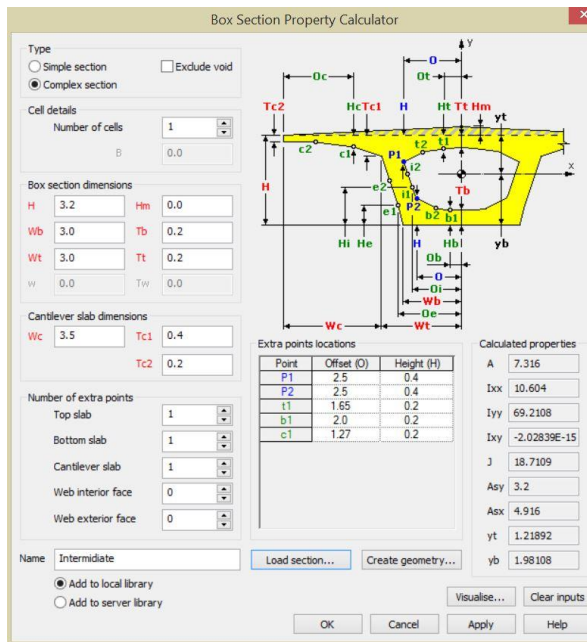 Box Section Property Calculator
Type
Simple section
Exclude void
Complex section
Cell details
Number of cells 1
B 0.0
Box section dimensions
H 3.2 Hm 0.0
Wb 3.0 Tb 0.2
Wt 3.0 Tt 0.2
w 0.0 Tw 0.0
Cantilever slab dimensions
Wc 3.5 Tc1 0.4
Tc2 0.2
Number of extra points
Top slab 1
Bottom slab 1
Cantilever slab 1
Web interior face 0
Web exterior face 0
Y
O
Oc Ot
Tc2 Hc Tc1 H Ht Tt Hm
yt
c2 c1 P1 t2 t1
i2
x
H e2 i1 Tb
P2
e1 b2 b1
Hi He H Hb yb
Ob
O
Oi
Wb
Oe
Wc Wt
Extra points locations
Point Offset (O) Height (H)
P1 2.5 0.4
P2 2.5 0.4
t1 1.65 0.2
b1 2.0 0.2
c1 1.27 0.2
Calculated properties
A 7.316
Ixx 10.604
Iyy 69.2108
Ixy -2.02839E-15
J 18.7109
Asy 3.2
Asx 4.916
yt 1.21892
yb 1.98108
Name Intermidiate
Load section...
Create geometry...
Add to local library
Add to server library
Visualise...
Clear inputs
OK
Cancel
Apply
Help